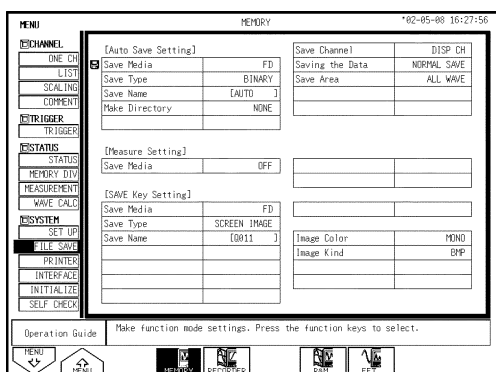 MENU
MEMORY
'02-05-08 16:27:56
CHANNEL
ONE CH
LIST
SCALING
COMMENT
TRIGGER
TRIGGER
STATUS
STATUS
MEMORY DIV
MEASUREMENT
WAVE CALC
SYSTEM
SET UP
FILE SAVE
PRINTER
INTERFACE
INITIALIZE
SELF CHECK
[Auto Save Setting]
Save Media FD
Save Type BINARY
Save Name [AUTO ]
Make Directory NONE
Save Channel DISP CH
Saving the Data NORMAL SAVE
Save Area ALL WAVE
[Measure Setting]
Save Media OFF
[SAVE Key Setting]
Save Media FD
Save Type SCREEN IMAGE
Save Name [Q011 ]
Image Color MONO
Image Kind BMP
Operation Guide
Make function mode settings. Press the function keys to select.
MENU
MENU
MEMORY
RECORDER
R&M
FFT